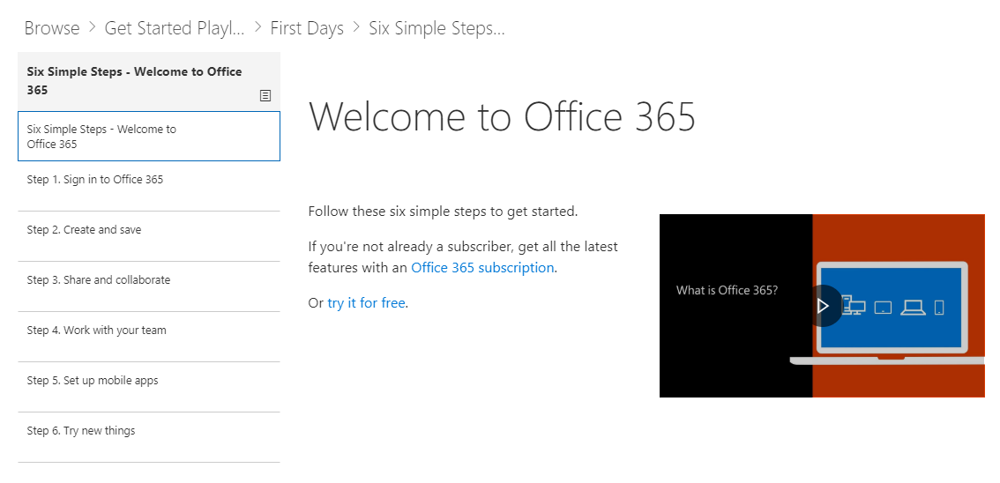 Browse > Get Started Playl... > First Days > Six Simple Steps...
Six Simple Steps - Welcome to Office
365
Six Simple Steps - Welcome to
Office 365
Step 1. Sign in to Office 365
Step 2. Create and save
Step 3. Share and collaborate
Step 4. Work with your team
Step 5. Set up mobile apps
Step 6. Try new things
Welcome to Office 365
Follow these six simple steps to get started.
If you're not already a subscriber, get all the latest
features with an Office 365 subscription.
Or try it for free.
What is Office 365?